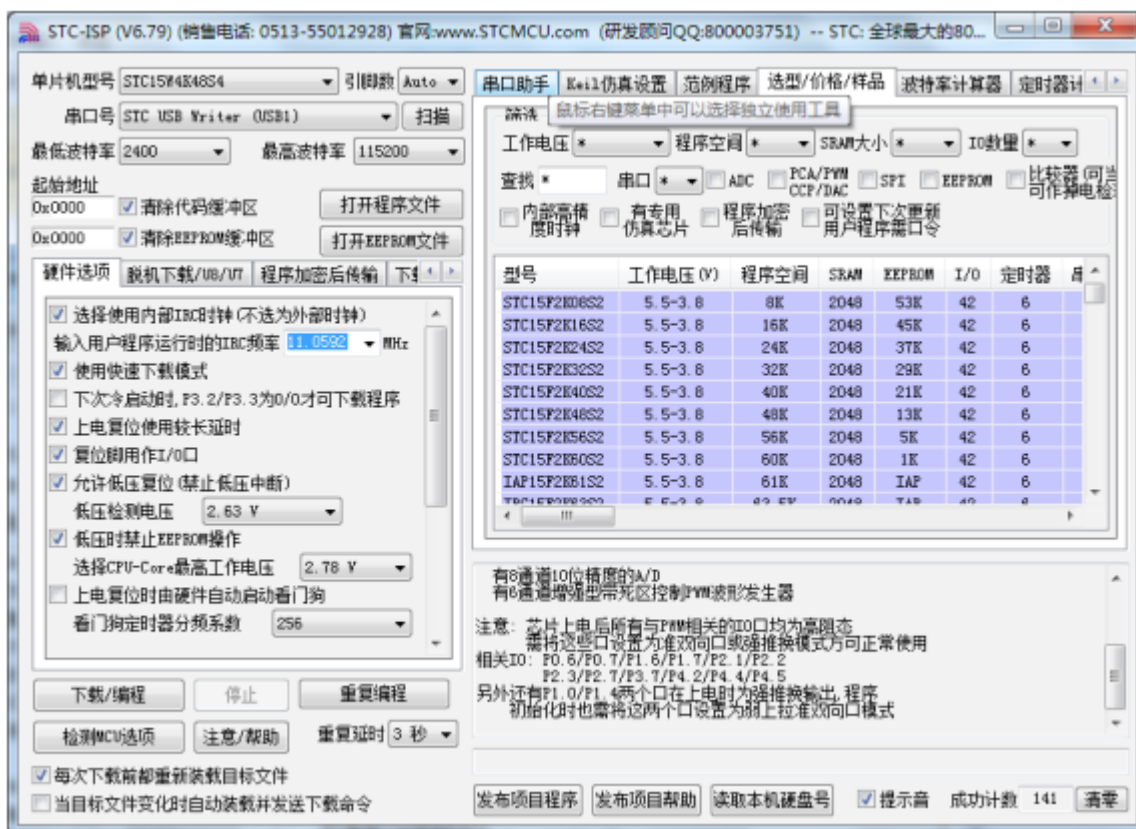 STC-ISP (V6.79) (销售电话: 0513-55012928) 官网:www.STCMCU.com (研发顾问QQ:800003751) -- STC: 全球最大的80...
单片机型号 STC15W4K48S4 引脚数 Auto
串口号 STC USB Writer (USB1) 扫描
最低波特率 2400 最高波特率 115200
起始地址
0x0000 清除代码缓冲区 打开程序文件
0x0000 清除EEPROM缓冲区 打开EEPROM文件
硬件选项 脱机下载/U8/U7 程序加密后传输
选择使用内部IRC时钟(不选为外部时钟)
输入用户程序运行时的IRC频率 11.0592 MHz
使用快速下载模式
下次冷启动时,P3.2/P3.3为0/0才可下载程序
上电复位使用较长延时
复位脚用作I/O口
允许低压复位(禁止低压中断)
低压检测电压 2.63 V
低压时禁止EEPROM操作
选择CPU-Core最高工作电压 2.78 V
上电复位时由硬件自动启动看门狗
看门狗定时器分频系数 256
下载/编程 停止 重复编程
检测MCU选项 注意/帮助 重复延时 3 秒
每次下载前都重新装载目标文件
当目标文件变化时自动装载并发送下载命令
串口助手 Keil仿真设置 范例程序 选型/价格/样品 波特率计算器 定时器计
筛选 鼠标右键菜单中可以选择独立使用工具
工作电压 * 程序空间 * SRAM大小 * IO数量 *
查找 * 串口 * ADC PCA/PWM CCP/DAC SPI EEPROM 比较器(可当可作掉电检
内部高精度时钟 有专用仿真芯片 程序加密后传输 可设置下次更新用户程序需口令
型号 工作电压(V) 程序空间 SRAM EEPROM I/O 定时器
STC15F2K08S2 5.5-3.8 8K 2048 53K 42 6
STC15F2K16S2 5.5-3.8 16K 2048 45K 42 6
STC15F2K24S2 5.5-3.8 24K 2048 37K 42 6
STC15F2K32S2 5.5-3.8 32K 2048 29K 42 6
STC15F2K40S2 5.5-3.8 40K 2048 21K 42 6
STC15F2K48S2 5.5-3.8 48K 2048 13K 42 6
STC15F2K56S2 5.5-3.8 56K 2048 5K 42 6
STC15F2K60S2 5.5-3.8 60K 2048 1K 42 6
IAP15F2K61S2 5.5-3.8 61K 2048 IAP 42 6
有8通道10位精度的A/D
有6通道增强型带死区控制PWM波形发生器
注意: 芯片上电后所有与PWM相关的IO口均为高阻态
需将这些口设置为准双向口或强推换模式方可正常使用
相关IO: P0.6/P0.7/P1.6/P1.7/P2.1/P2.2
P2.3/P2.7/P3.7/P4.2/P4.4/P4.5
另外还有P1.0/P1.4两个口在上电时为强推换输出,程序
初始化时也需将这两个口设置为弱上拉准双向口模式
发布项目程序 发布项目帮助 读取本机硬盘号 提示音 成功计数 141 清零